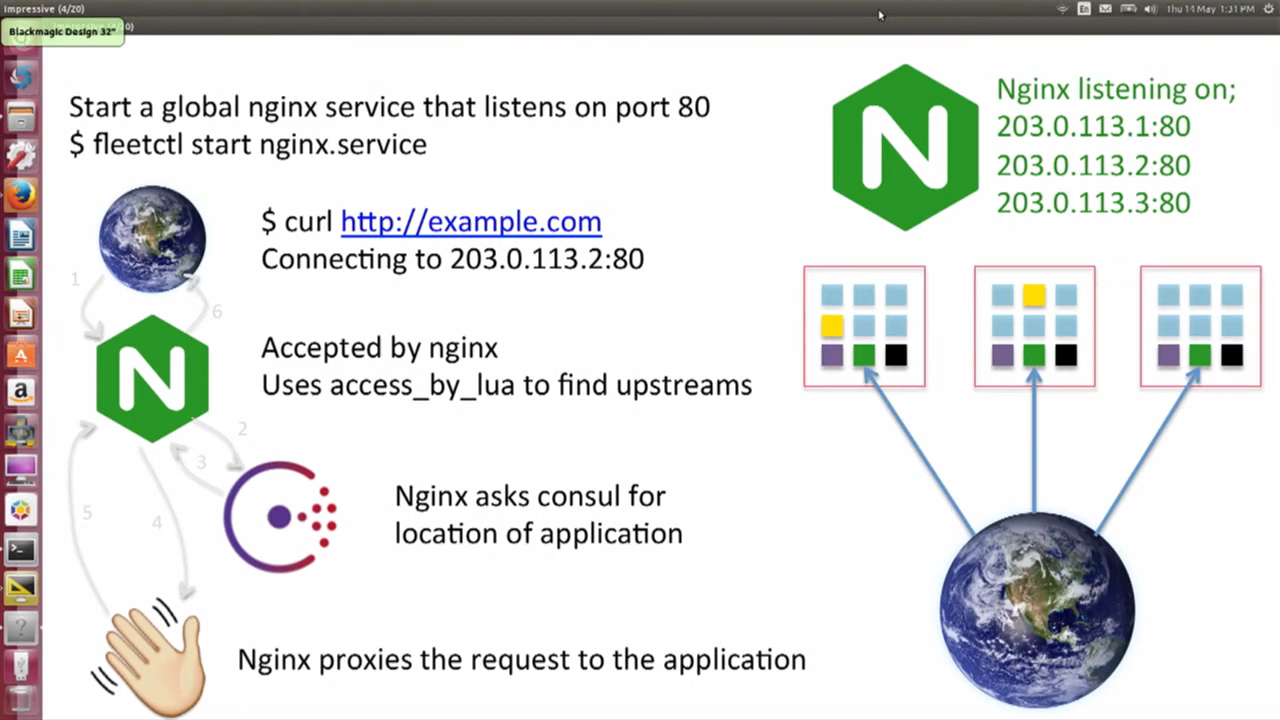 Impressive (4/20)
Blackmagic Design 32"
En
Thu 14 May 1:31 PM
Start a global nginx service that listens on port 80
$ fleetctl start nginx.service
Nginx listening on;
203.0.113.1:80
203.0.113.2:80
203.0.113.3:80
$ curl http://example.com
Connecting to 203.0.113.2:80
1
6
N
N
Accepted by nginx
Uses access_by_lua to find upstreams
2
3
Nginx asks consul for
location of application
5
4
Nginx proxies the request to the application